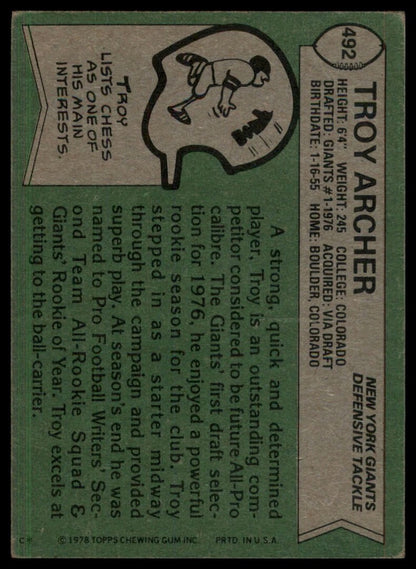 492
TROY ARCHER
NEW YORK GIANTS
DEFENSIVE TACKLE
HEIGHT: 6'4" WEIGHT: 245 COLLEGE: COLORADO
DRAFTED: GIANTS #1-1976 ACQUIRED: VIA DRAFT
BIRTHDATE: 1-16-55 HOME: BOULDER, COLORADO
A strong, quick and determined
player, Troy is an outstanding com-
petitor considered to be future All-Pro
calibre. The Giants' first draft selec-
tion for 1976, he enjoyed a powerful
rookie season for the club. Troy
stepped in as a starter midway
through the campaign and provided
superb play. At season's end he was
named to Pro Football Writers' Sec-
ond Team All-Rookie Squad &
Giants' Rookie of Year. Troy excels at
getting to the ball-carrier.
TROY
LISTS CHESS
AS ONE OF
HIS MAIN
INTERESTS.
© 1978 TOPPS CHEWING GUM INC. PRTD. IN U.S.A.